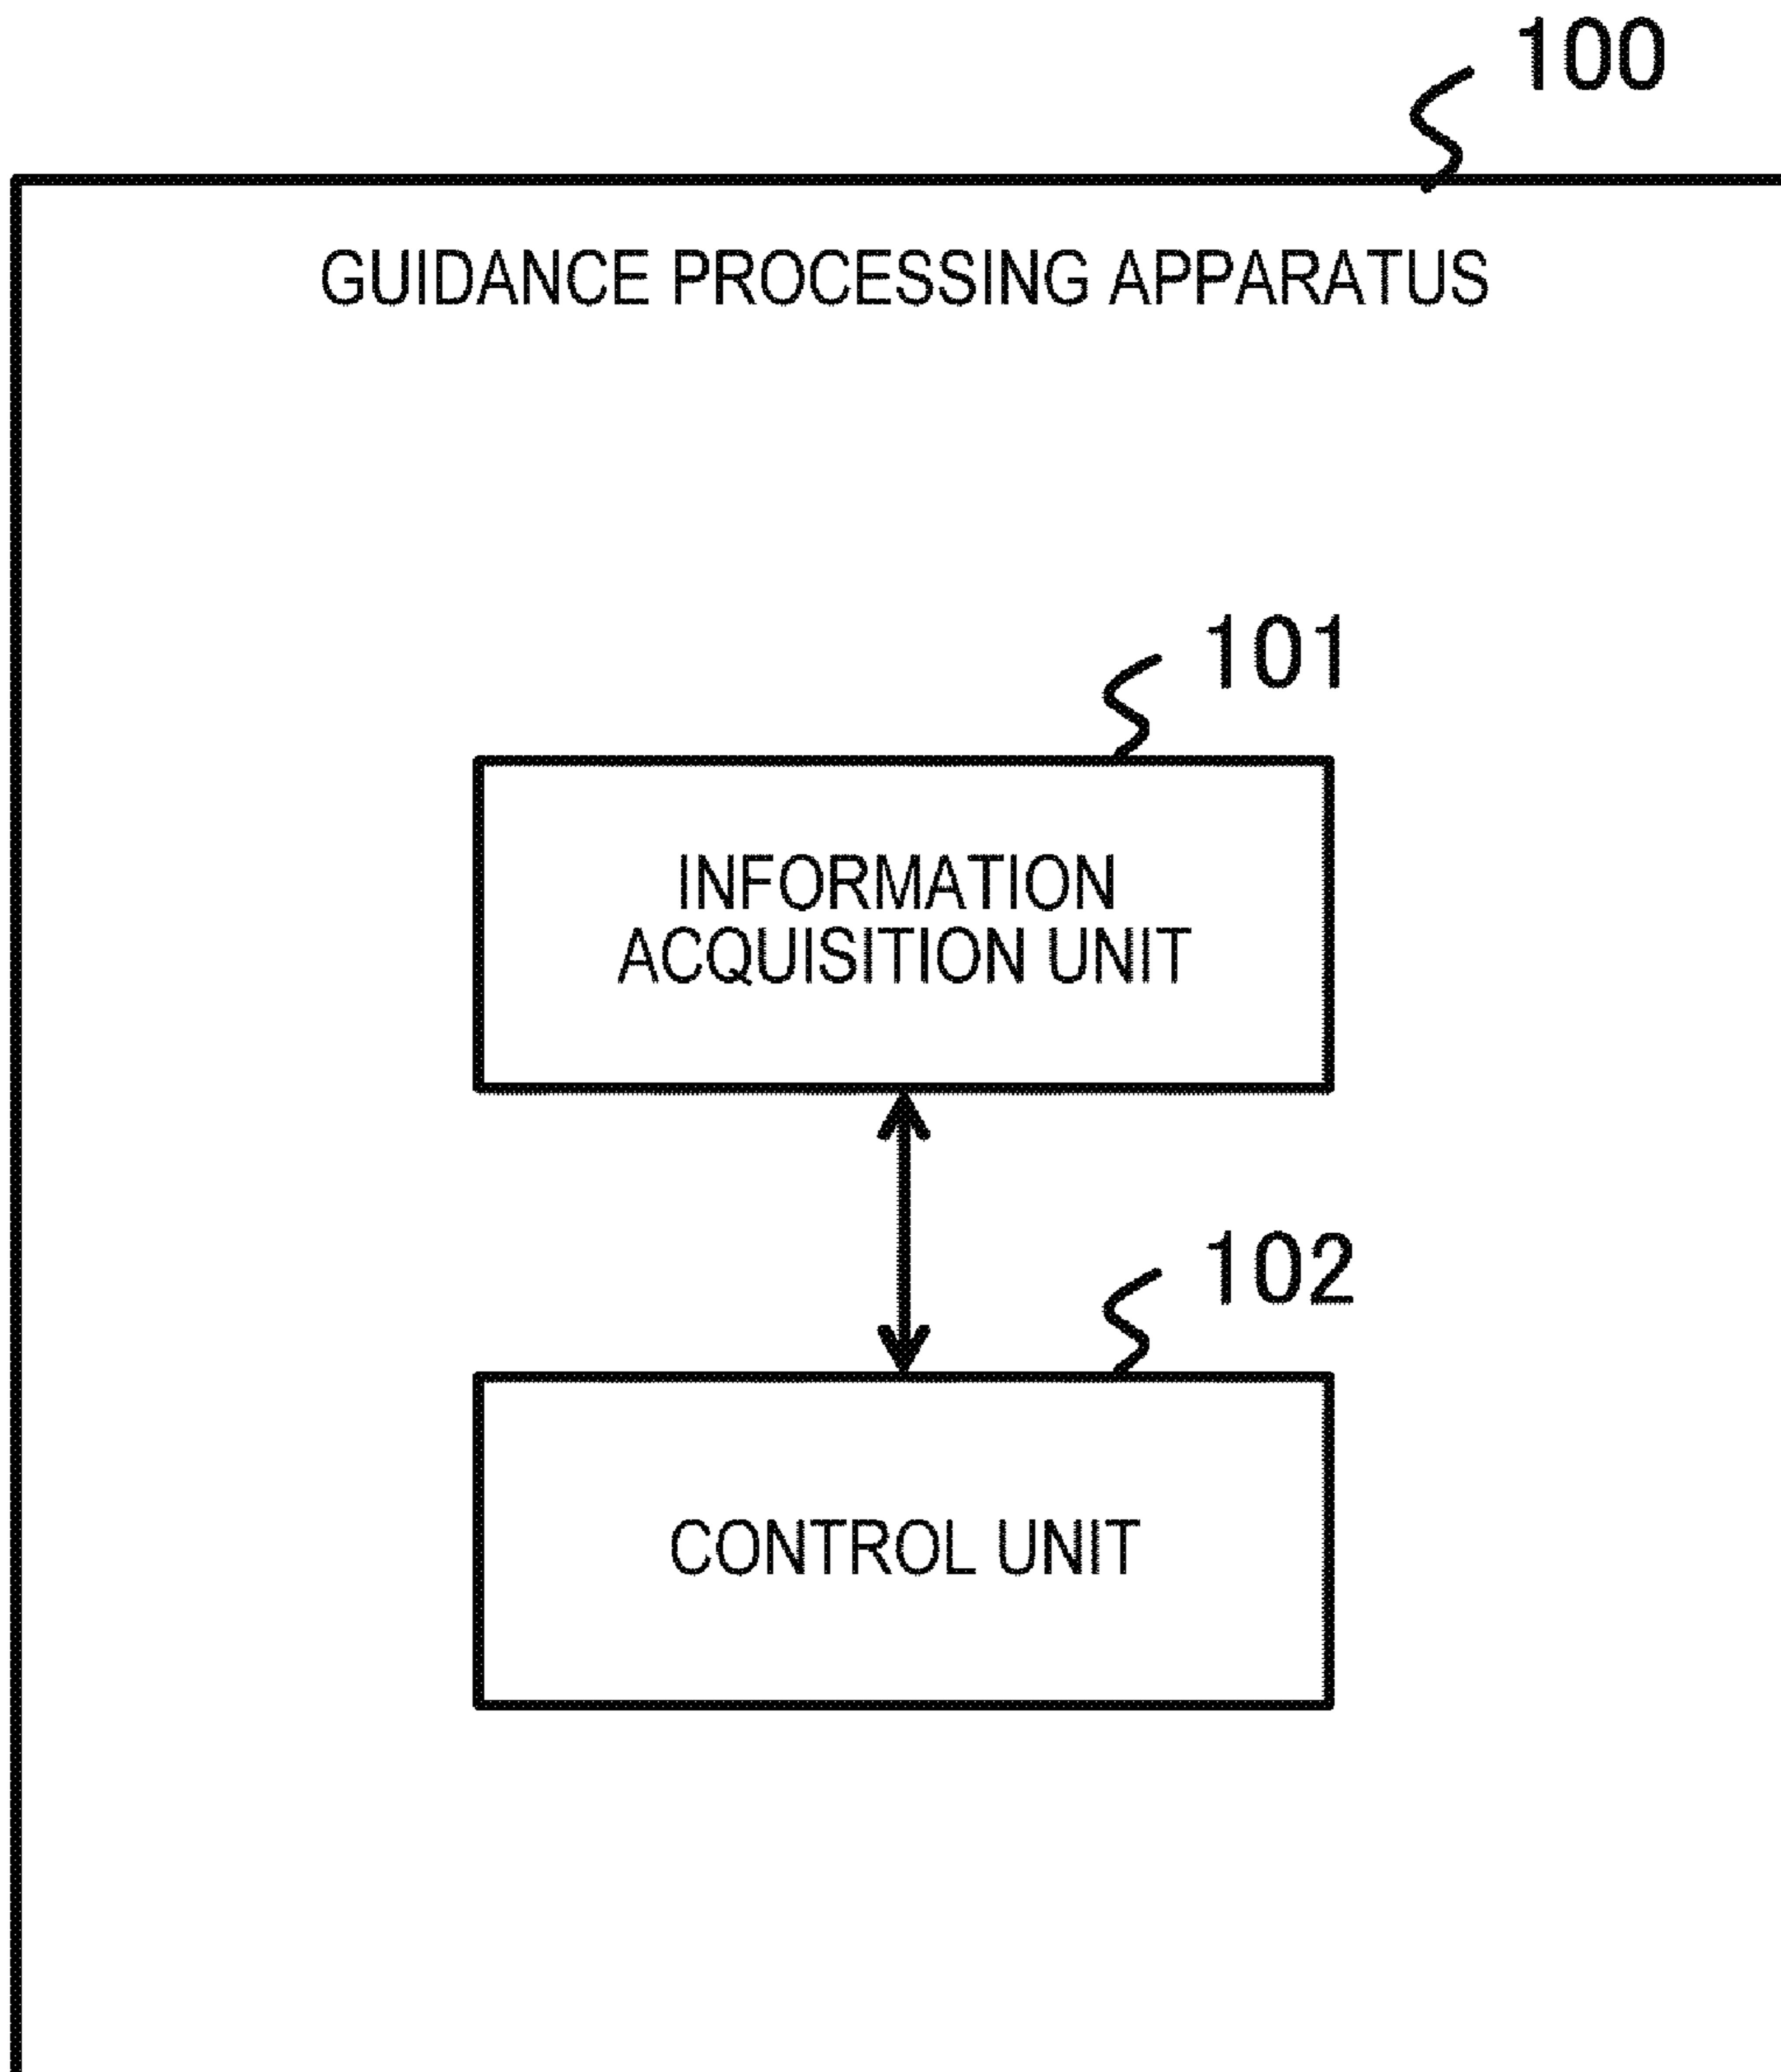 100
GUIDANCE PROCESSING APPARATUS
101
INFORMATION
ACQUISITION UNIT
102
CONTROL UNIT